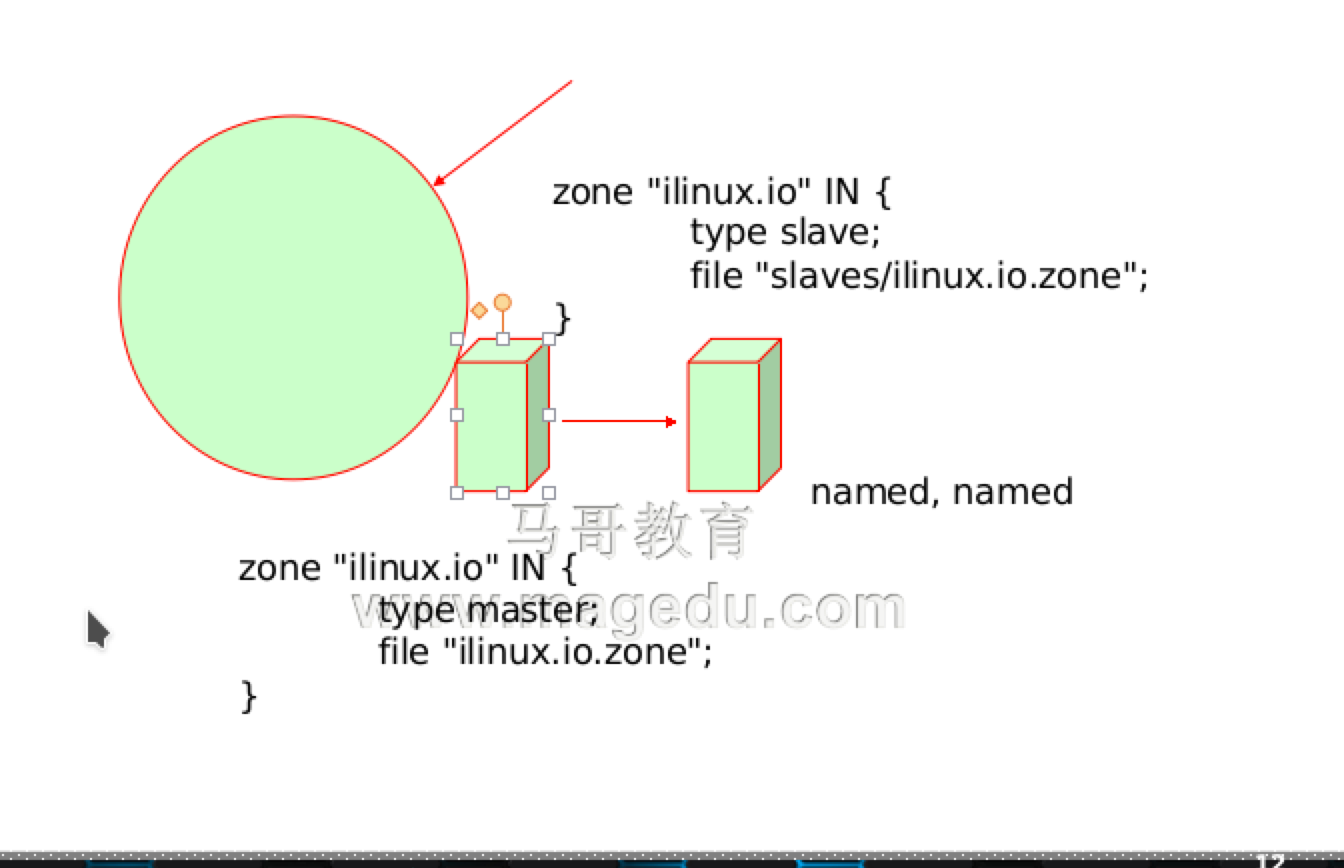 zone "ilinux.io" IN {
type slave;
file "slaves/ilinux.io.zone";
}
named, named
马哥教育
www.magedu.com
zone "ilinux.io" IN {
type master;
file "ilinux.io.zone";
}
12